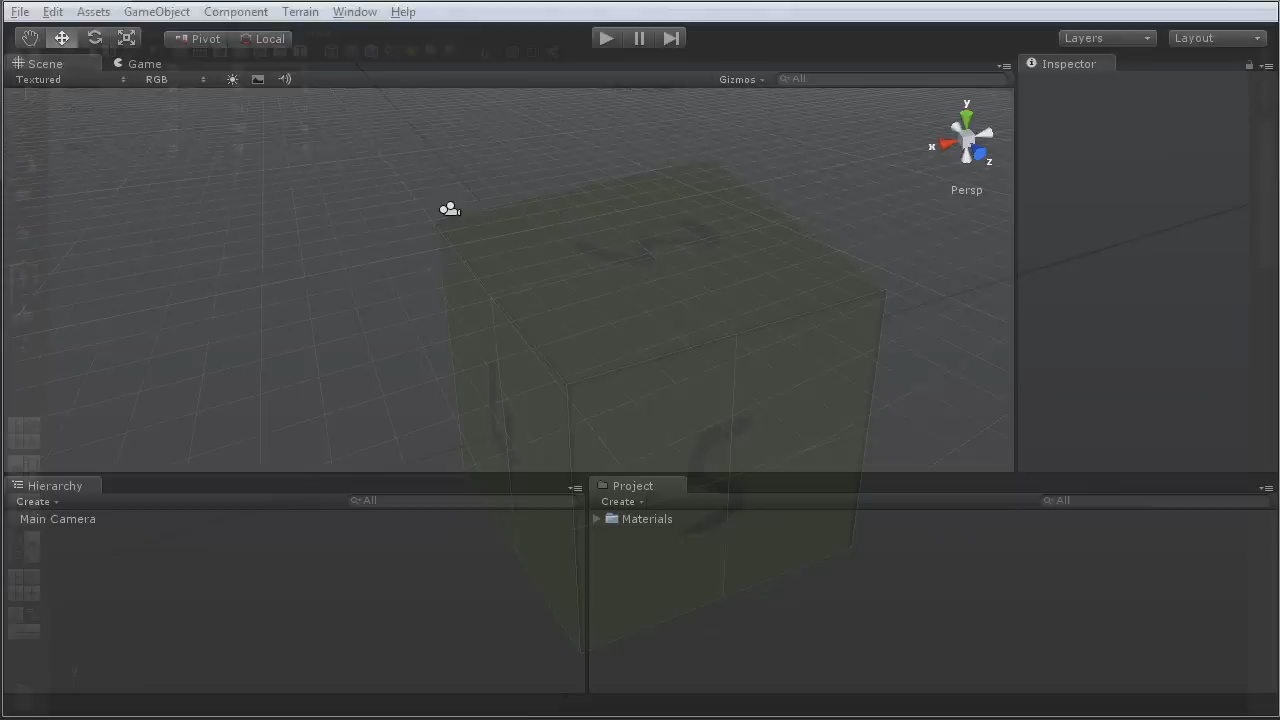 File Edit Assets GameObject Component Terrain Window Help
Pivot Local Layers Layout
Scene Game Inspector
Textured RGB Gizmos All
y
x
z
Persp
Hierarchy Project
Create All Create All
Main Camera Materials